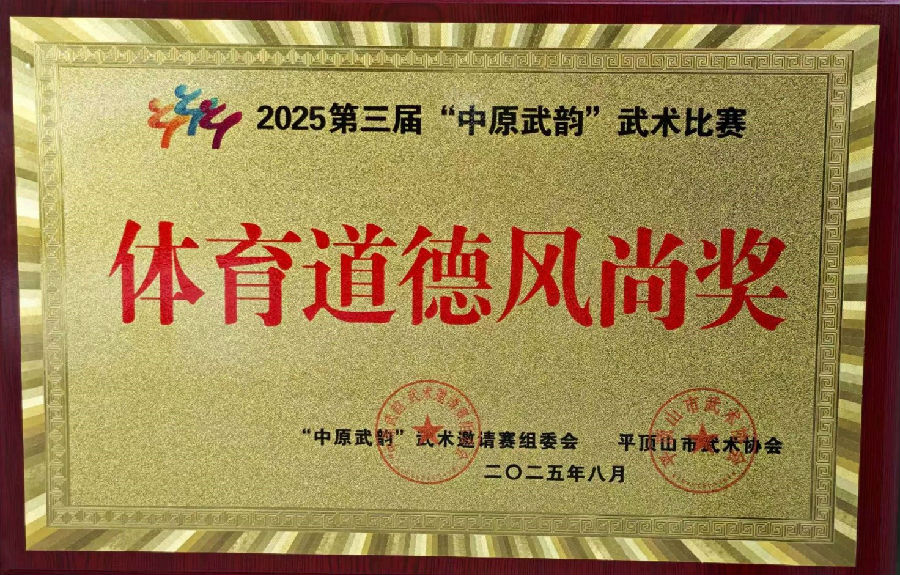 2025第三届“中原武韵”武术比赛
体育道德风尚奖
“中原武韵”武术邀请赛组委会 平顶山市武术协会
二〇二五年八月